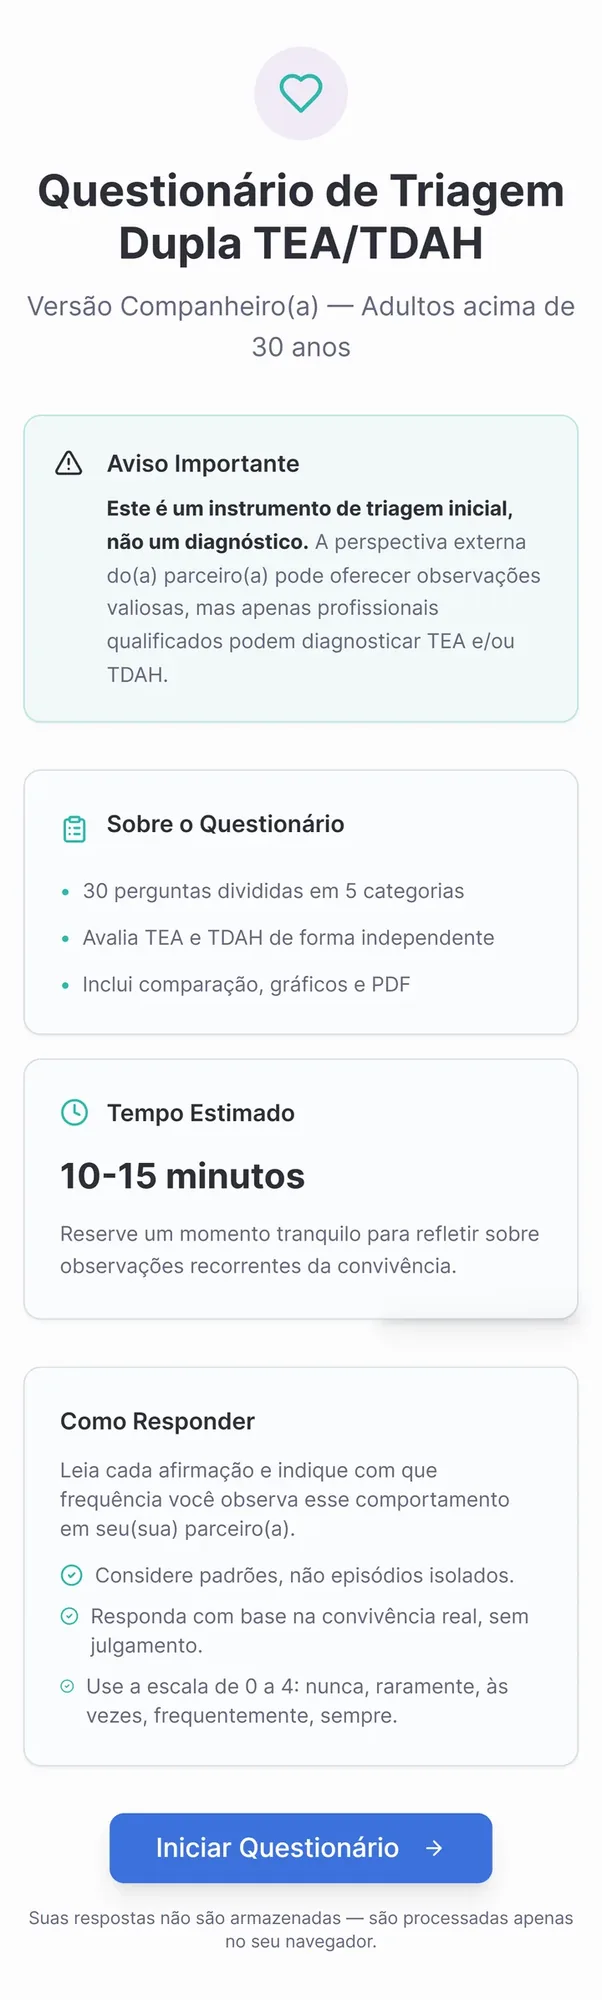 Questionário de Triagem
Dupla TEA/TDAH
Versão Companheiro(a) — Adultos acima de
30 anos
Aviso Importante
Este é um instrumento de triagem inicial,
não um diagnóstico. A perspectiva externa
do(a) parceiro(a) pode oferecer observações
valiosas, mas apenas profissionais
qualificados podem diagnosticar TEA e/ou
TDAH.
Sobre o Questionário
• 30 perguntas divididas em 5 categorias
• Avalia TEA e TDAH de forma independente
• Inclui comparação, gráficos e PDF
Tempo Estimado
10-15 minutos
Reserve um momento tranquilo para refletir sobre
observações recorrentes da convivência.
Como Responder
Leia cada afirmação e indique com que
frequência você observa esse comportamento
em seu(sua) parceiro(a).
Considere padrões, não episódios isolados.
Responda com base na convivência real, sem
julgamento.
Use a escala de 0 a 4: nunca, raramente, às
vezes, frequentemente, sempre.
Iniciar Questionário →
Suas respostas não são armazenadas — são processadas apenas
no seu navegador.